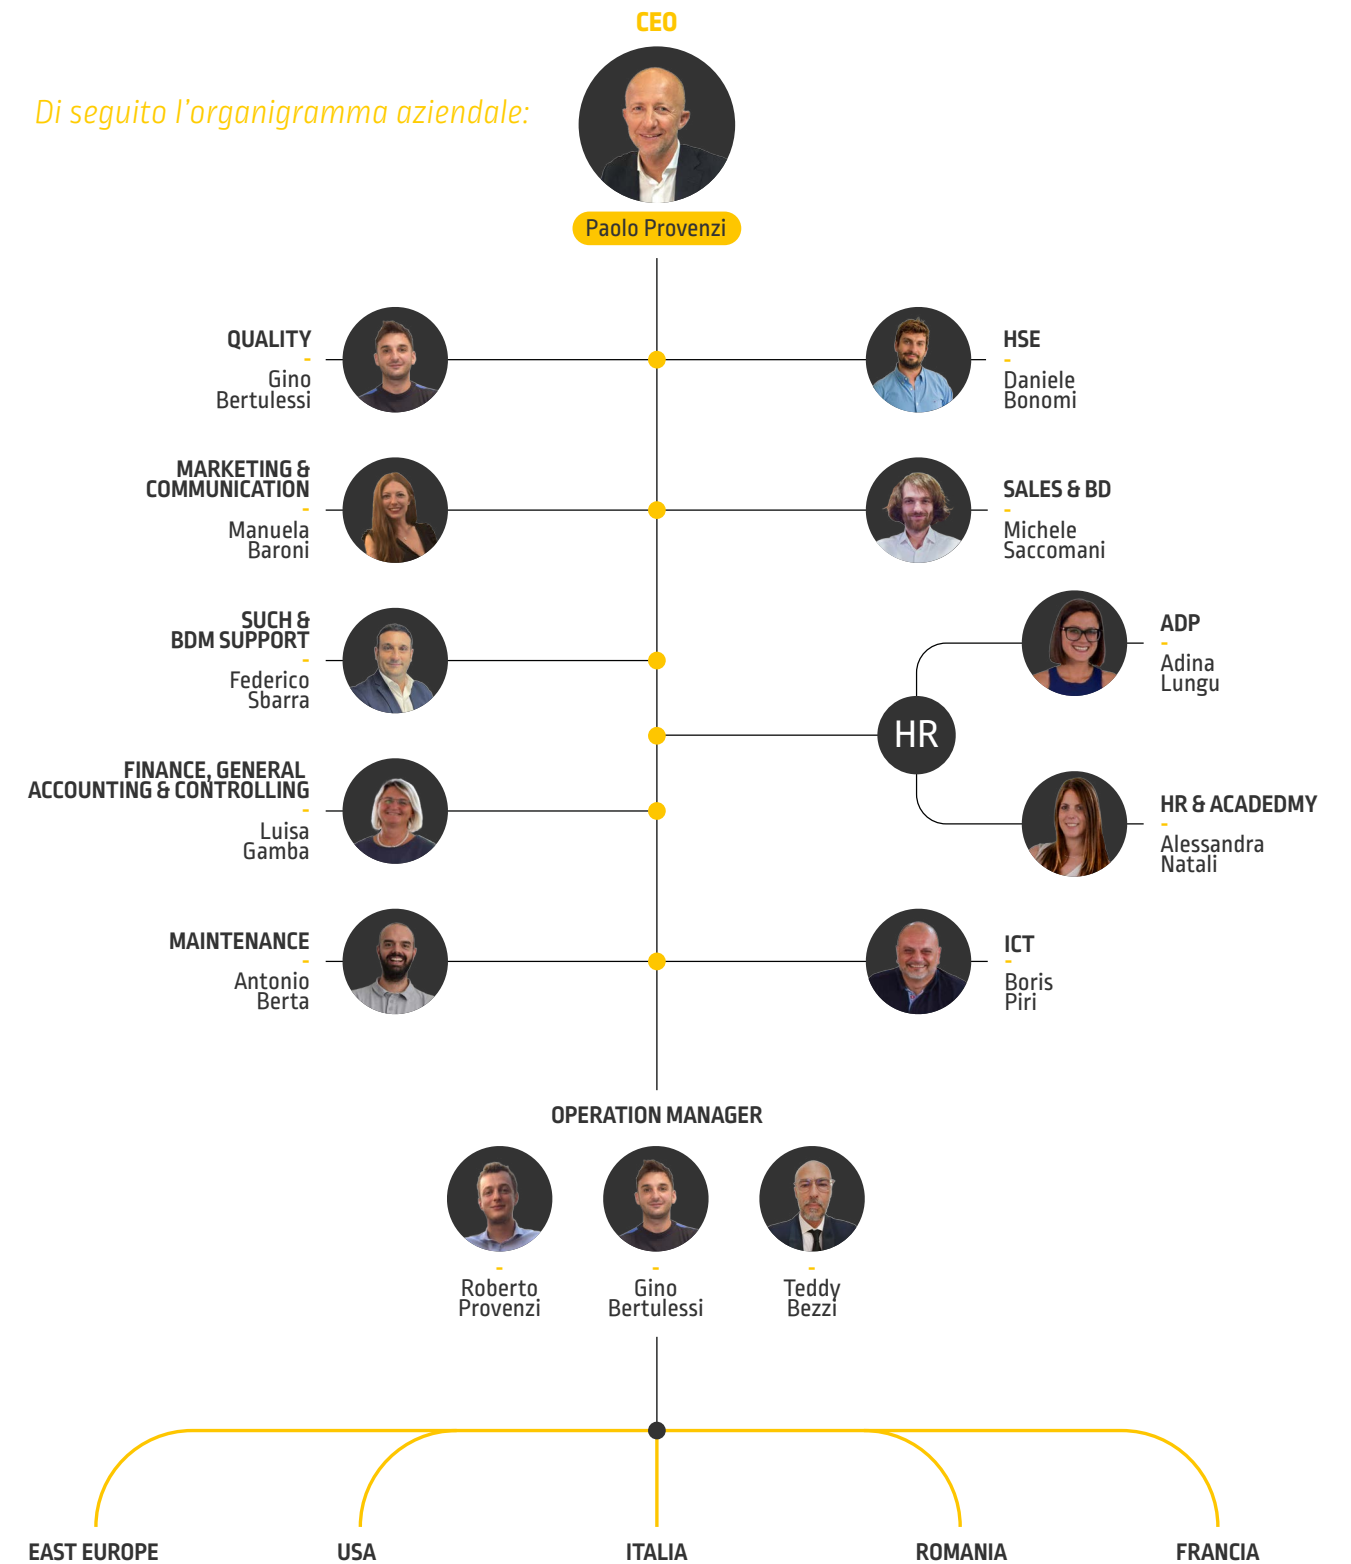 CEO
Di seguito l'organigramma aziendale:
Paolo Provenzi
QUALITY
-
Gino
Bertulessi
HSE
-
Daniele
Bonomi
MARKETING &
COMMUNICATION
-
Manuela
Baroni
SALES & BD
-
Michele
Saccomani
SUCH &
BDM SUPPORT
-
Federico
Sbarra
HR
ADP
-
Adina
Lungu
FINANCE, GENERAL
ACCOUNTING & CONTROLLING
-
Luisa
Gamba
HR & ACADEDMY
-
Alessandra
Natali
MAINTENANCE
-
Antonio
Berta
ICT
-
Boris
Piri
OPERATION MANAGER
-
Roberto
Provenzi
-
Gino
Bertulessi
-
Teddy
Bezzi
EAST EUROPE
USA
ITALIA
ROMANIA
FRANCIA